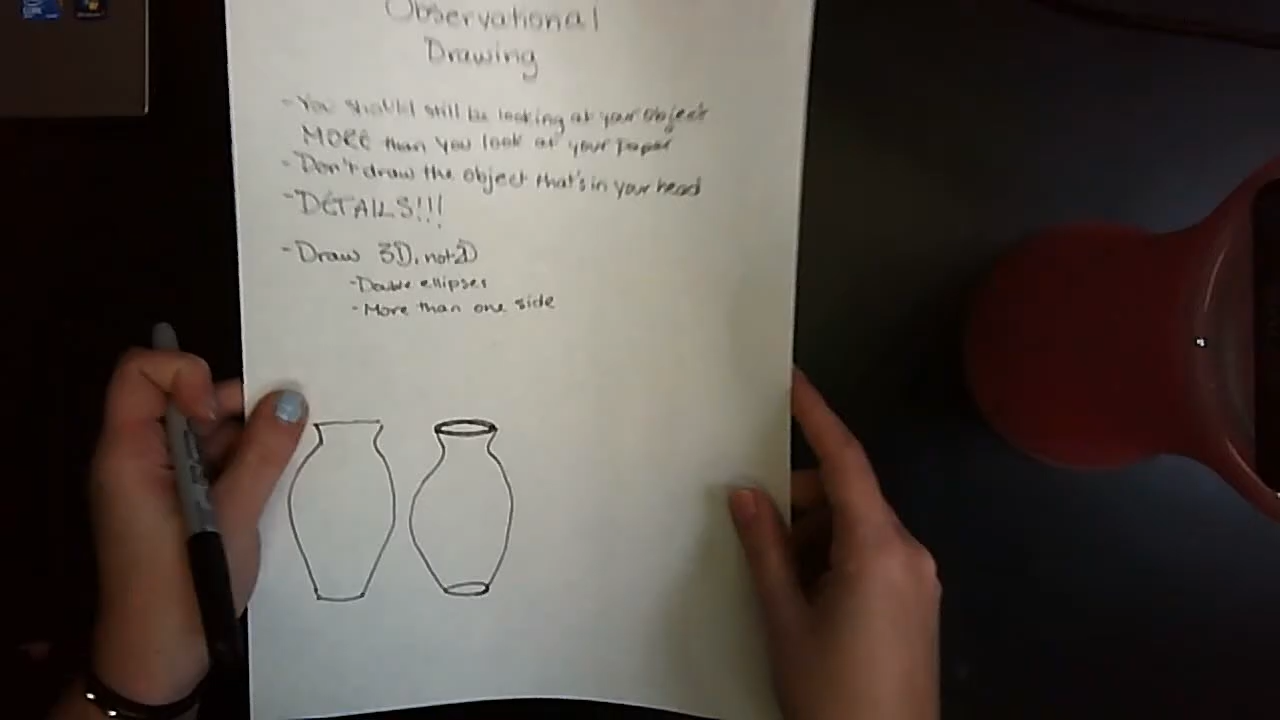 Observational
Drawing
- You should still be looking at your object
MORE than you look at your paper
- Don't draw the object that's in your head
- DETAILS!!!
- Draw 3D, not 2D
- Double ellipses
- More than one side